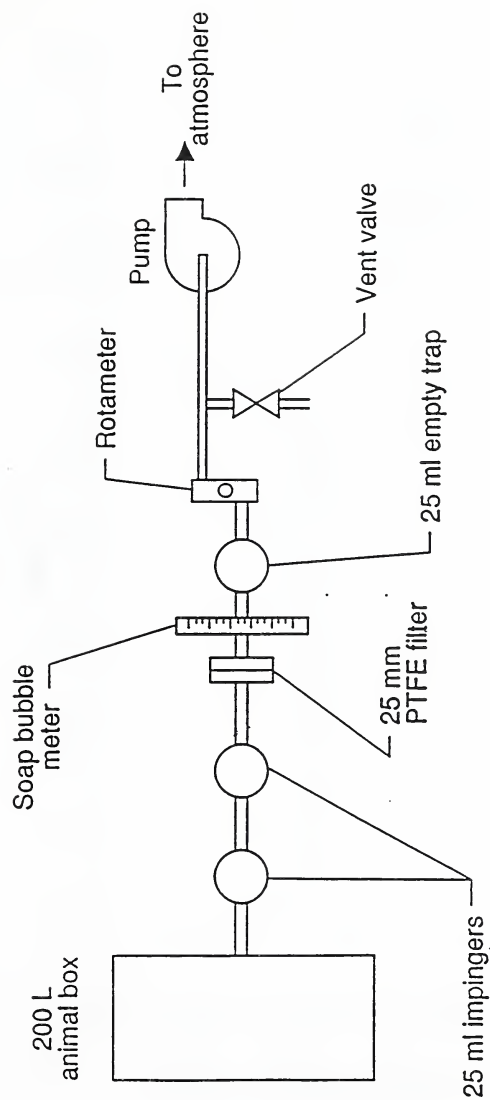 200 L
animal box
Soap bubble
meter
Rotameter
Pump
To
atmosphere
25 ml impingers
25 mm
PTFE filter
25 ml empty trap
Vent valve